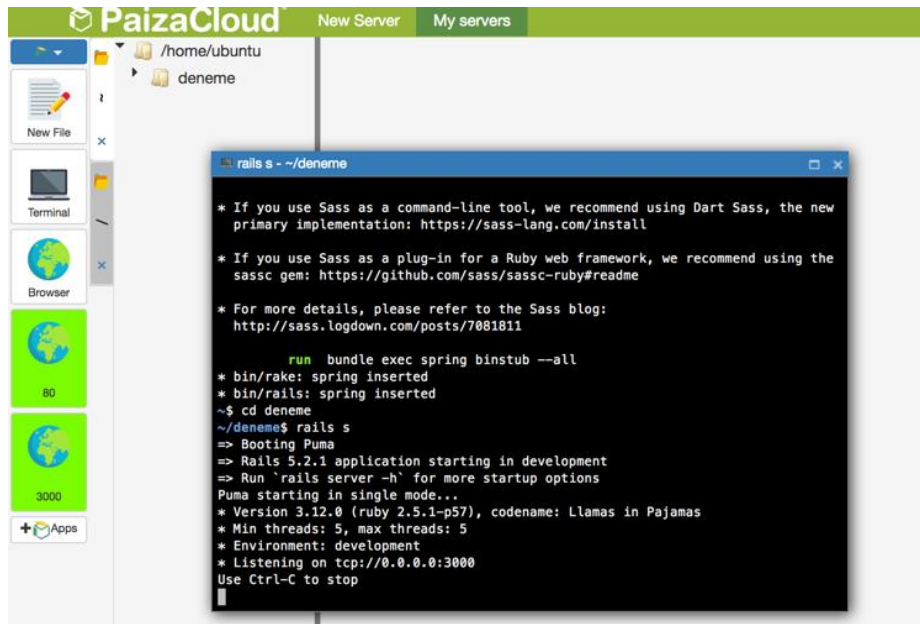 PaizaCloud New Server My servers
/home/ubuntu
deneme
New File
Terminal
Browser
80
3000
Apps
~
/
rails s - ~/deneme
* If you use Sass as a command-line tool, we recommend using Dart Sass, the new
primary implementation: https://sass-lang.com/install
* If you use Sass as a plug-in for a Ruby web framework, we recommend using the
sassc gem: https://github.com/sass/sassc-ruby#readme
* For more details, please refer to the Sass blog:
http://sass.logdown.com/posts/7081811
run bundle exec spring binstub --all
* bin/rake: spring inserted
* bin/rails: spring inserted
~$ cd deneme
~/deneme$ rails s
=> Booting Puma
=> Rails 5.2.1 application starting in development
=> Run `rails server -h` for more startup options
Puma starting in single mode...
* Version 3.12.0 (ruby 2.5.1-p57), codename: Llamas in Pajamas
* Min threads: 5, max threads: 5
* Environment: development
* Listening on tcp://0.0.0.0:3000
Use Ctrl-C to stop